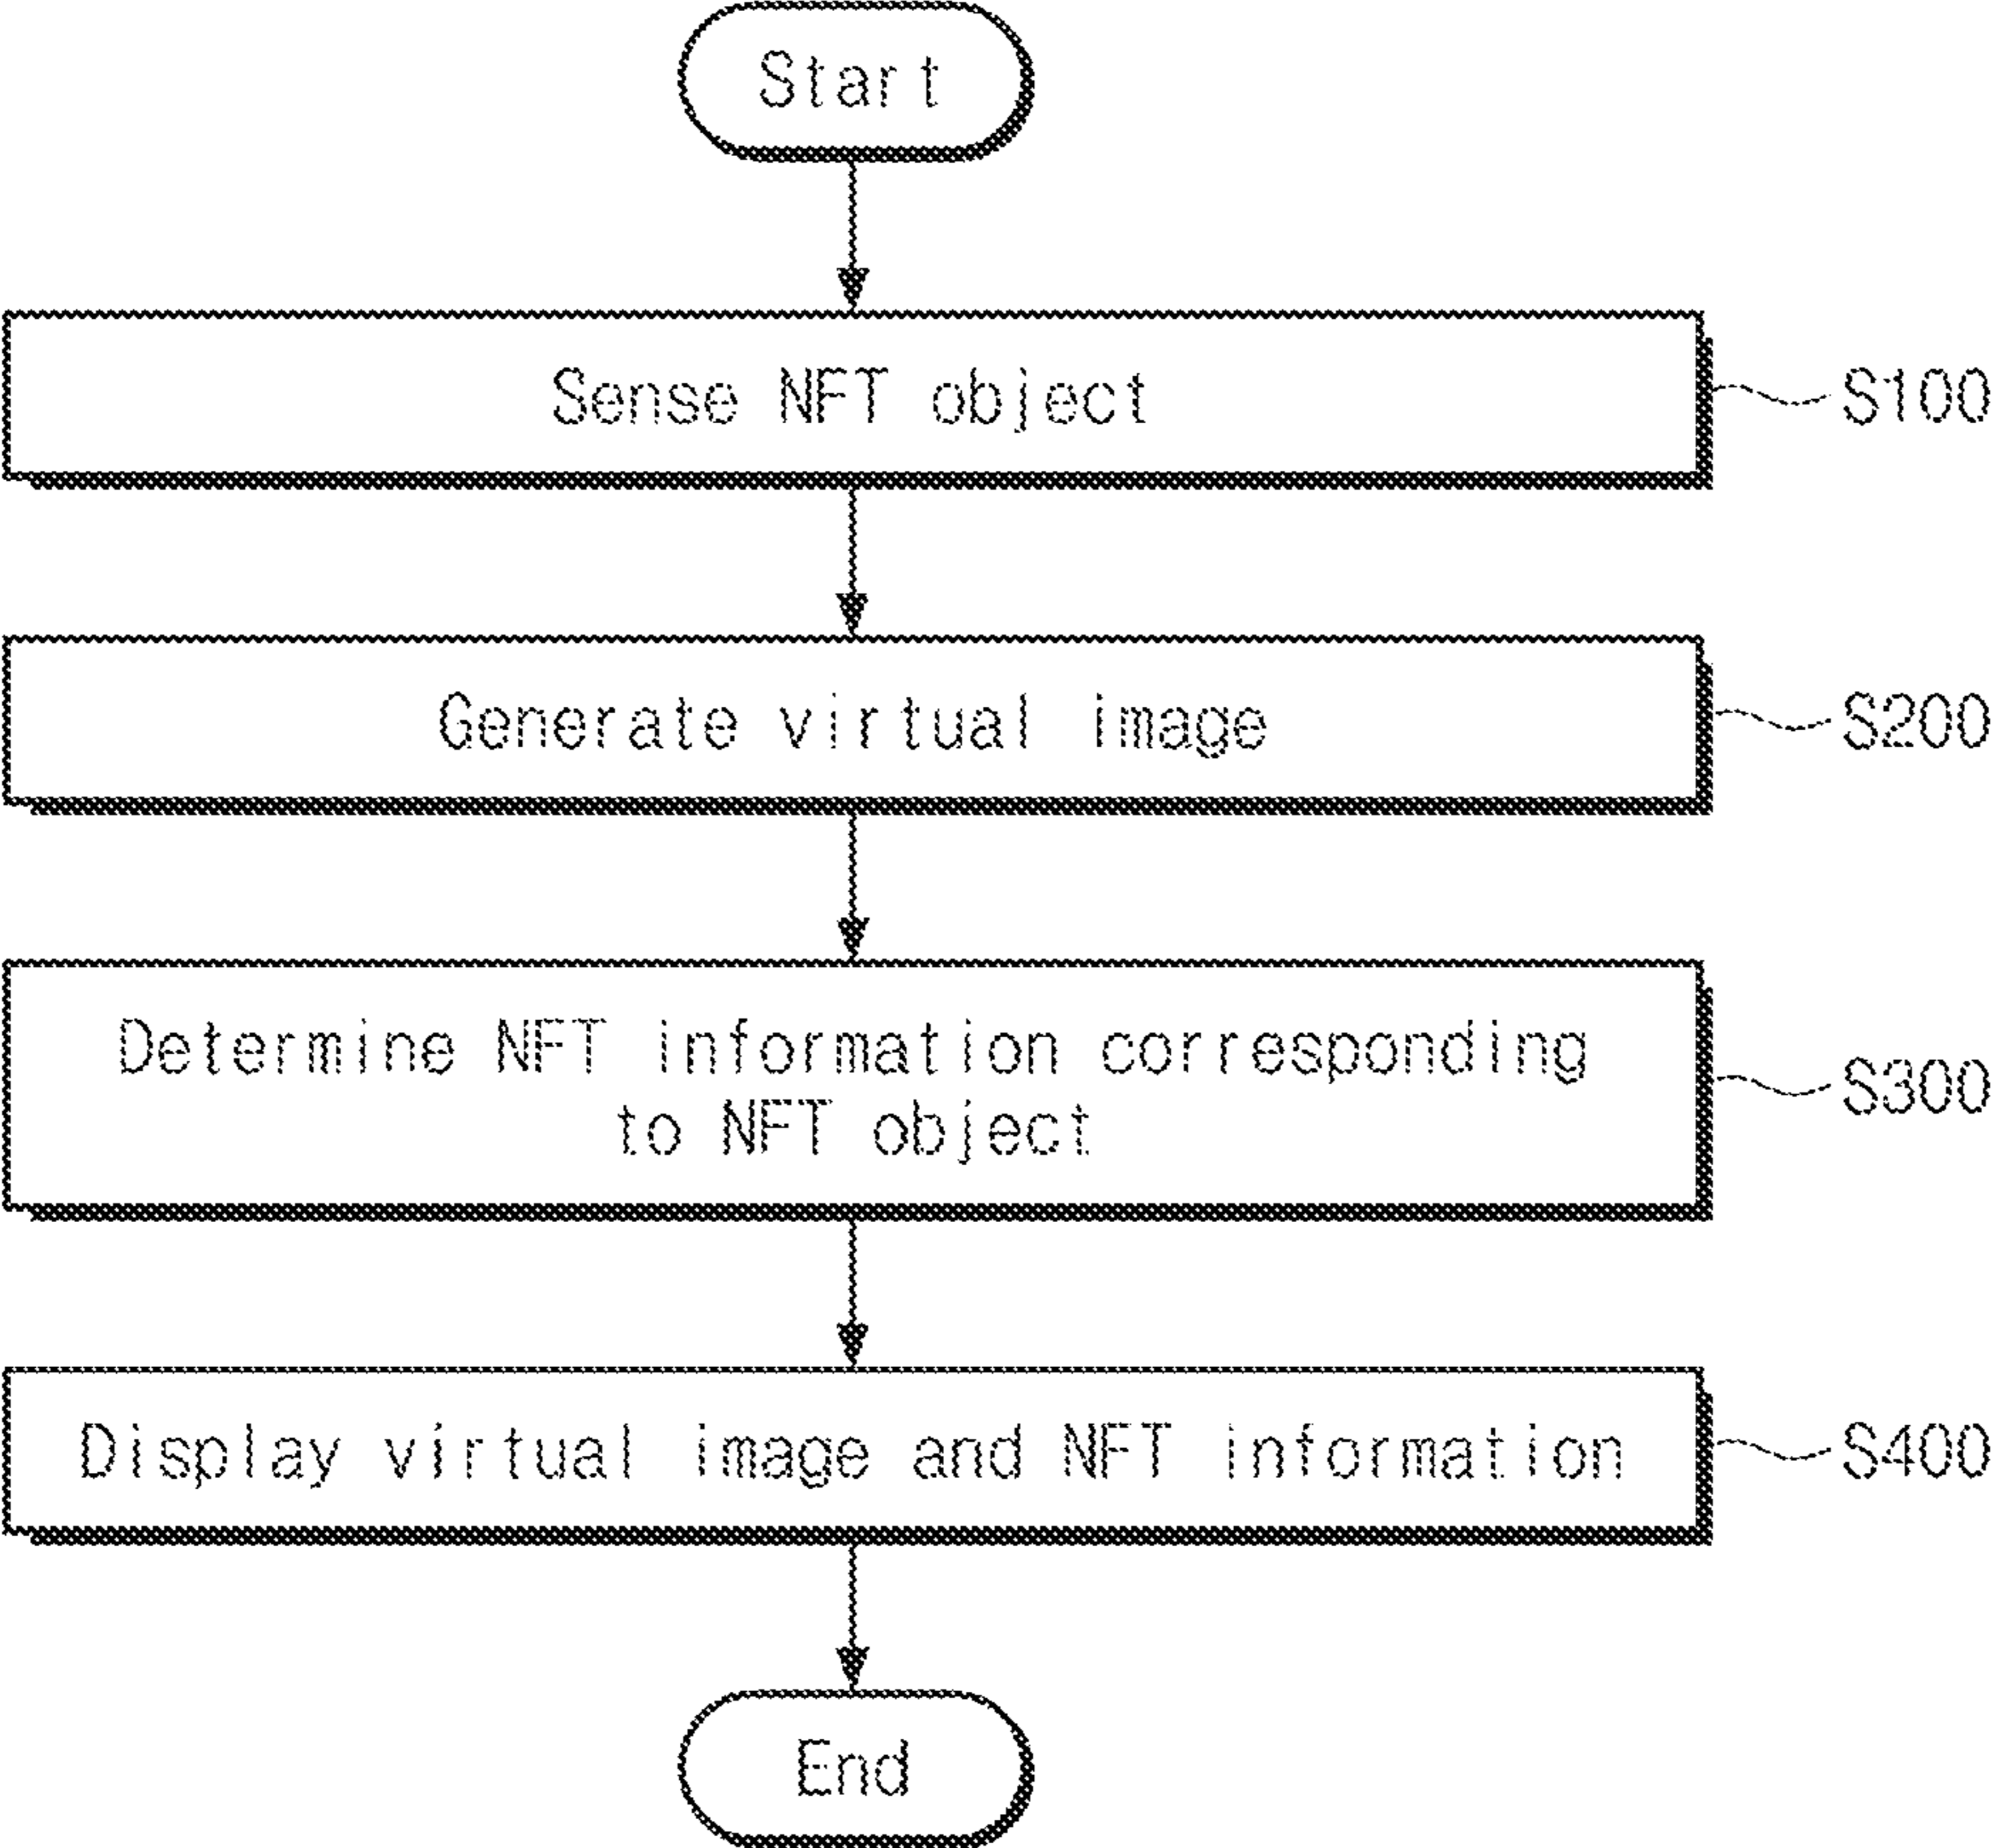 Start
Sense NFT object
S100
Generate virtual image
S200
Determine NFT information corresponding
to NFT object
S300
Display virtual image and NFT information
S400
End